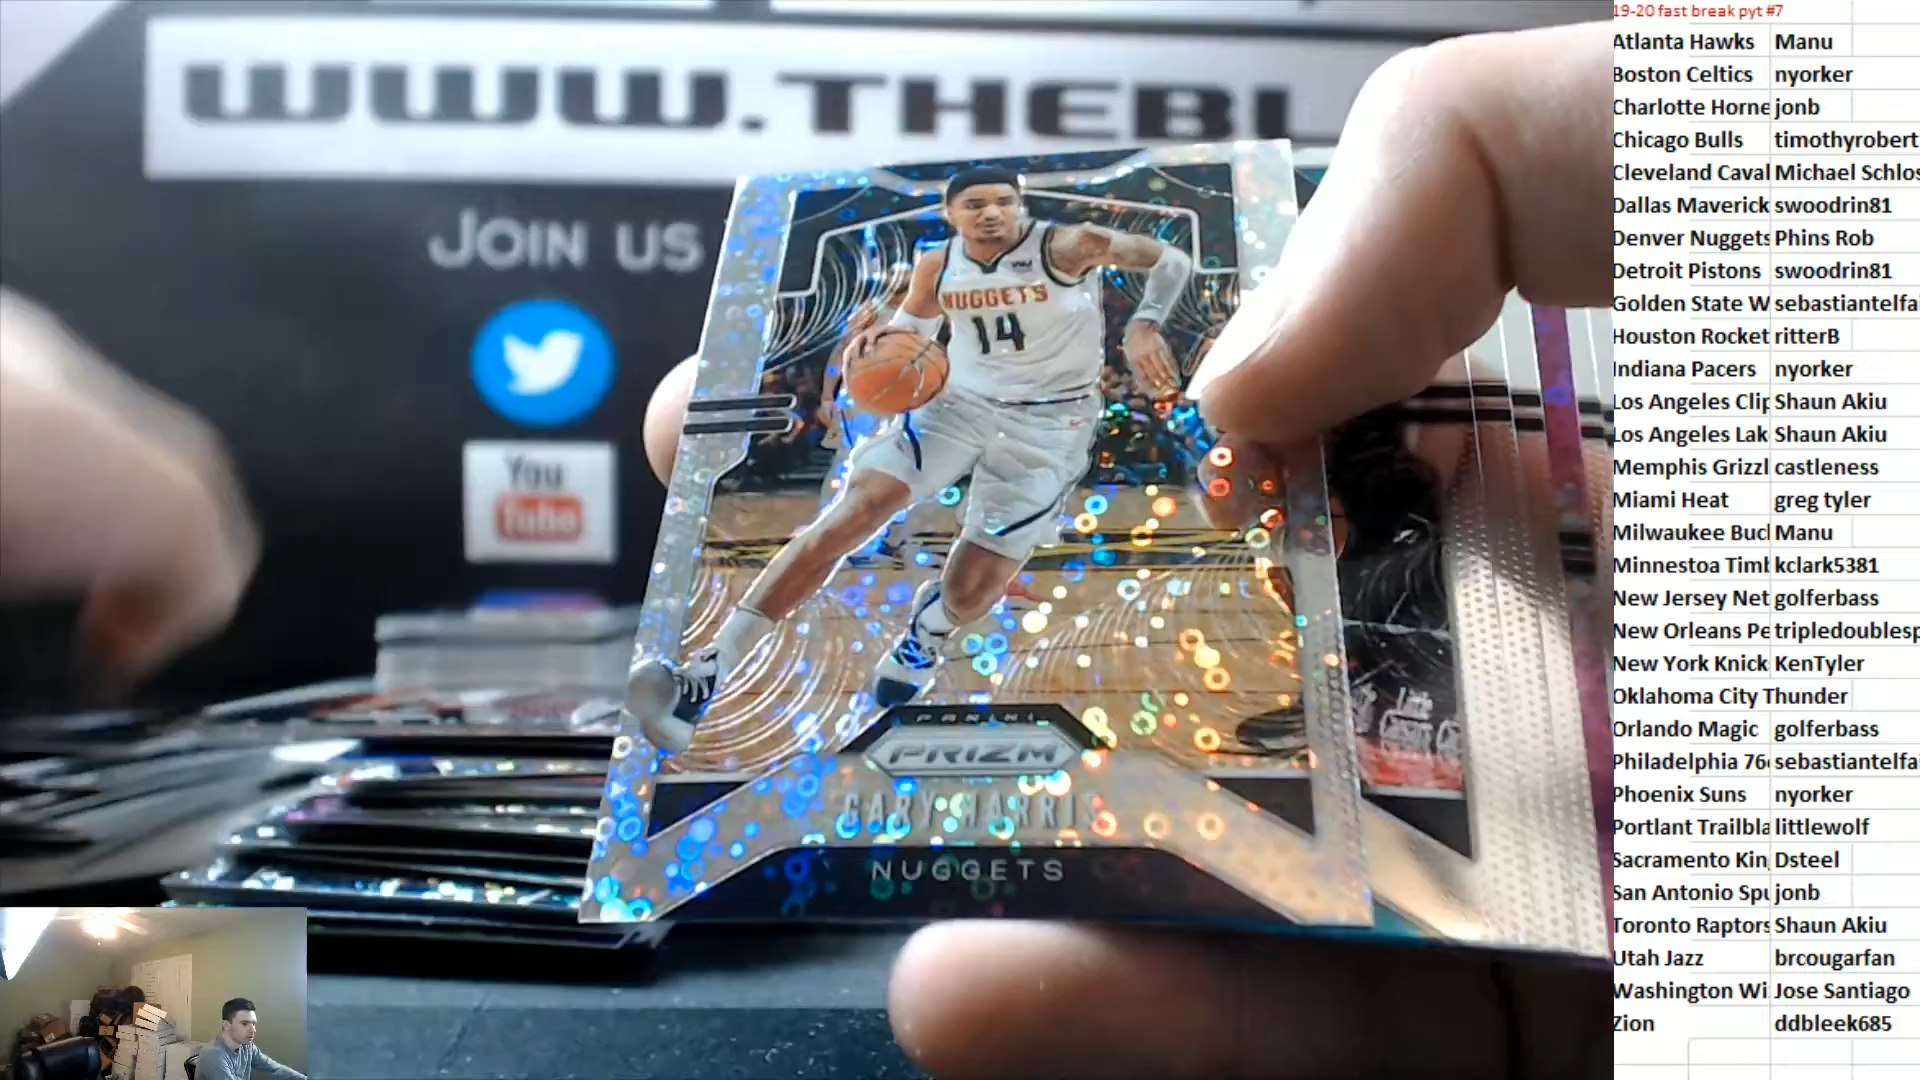 WWW.THEBL
JOIN US
You
Tube
NUGGETS
14
PANINI
PRIZM
GARY HARRIS
NUGGETS
19-20 fast break pyt #7
Atlanta Hawks Manu
Boston Celtics nyorker
Charlotte Horne jonb
Chicago Bulls timothyrobert
Cleveland Caval Michael Schlos
Dallas Maverick swoodrin81
Denver Nuggets Phins Rob
Detroit Pistons swoodrin81
Golden State W sebastiantelfai
Houston Rocket ritterB
Indiana Pacers nyorker
Los Angeles Clip Shaun Akiu
Los Angeles Lak Shaun Akiu
Memphis Grizzl castleness
Miami Heat greg tyler
Milwaukee Bucl Manu
Minnestoa Timb kclark5381
New Jersey Net golferbass
New Orleans Pe tripledoublesp
New York Knick KenTyler
Oklahoma City Thunder
Orlando Magic golferbass
Philadelphia 76 sebastiantelfai
Phoenix Suns nyorker
Portlant Trailbla littlewolf
Sacramento Kin Dsteel
San Antonio Spu jonb
Toronto Raptors Shaun Akiu
Utah Jazz brcougarfan
Washington Wi Jose Santiago
Zion ddbleek685